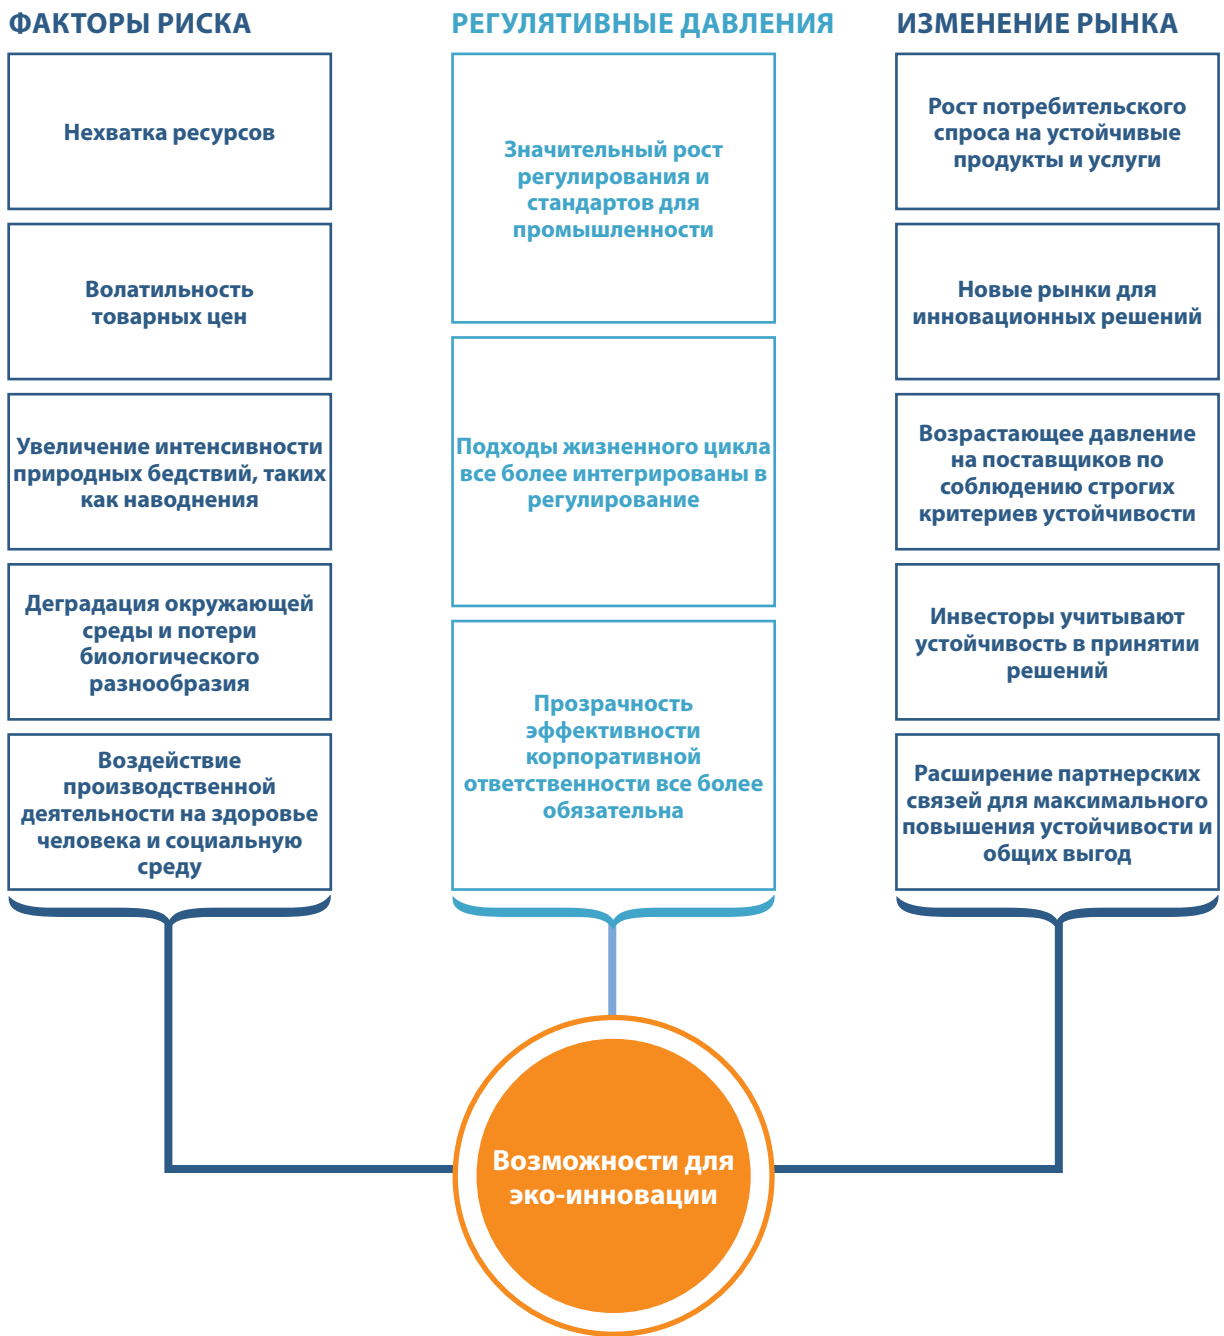 ФАКТОРЫ РИСКА
Нехватка ресурсов
Волатильность
товарных цен
Увеличение интенсивности
природных бедствий, таких
как наводнения
Деградация окружающей
среды и потери
биологического
разнообразия
Воздействие
производственной
деятельности на здоровье
человека и социальную
среду
РЕГУЛЯТИВНЫЕ ДАВЛЕНИЯ
Значительный рост
регулирования и
стандартов для
промышленности
Подходы жизненного цикла
все более интегрированы в
регулирование
Прозрачность
эффективности
корпоративной
ответственности все более
обязательна
ИЗМЕНЕНИЕ РЫНКА
Рост потребительского
спроса на устойчивые
продукты и услуги
Новые рынки для
инновационных решений
Возрастающее давление
на поставщиков по
соблюдению строгих
критериев устойчивости
Инвесторы учитывают
устойчивость в принятии
решений
Расширение партнерских
связей для максимального
повышения устойчивости и
общих выгод
Возможности для
эко-инновации